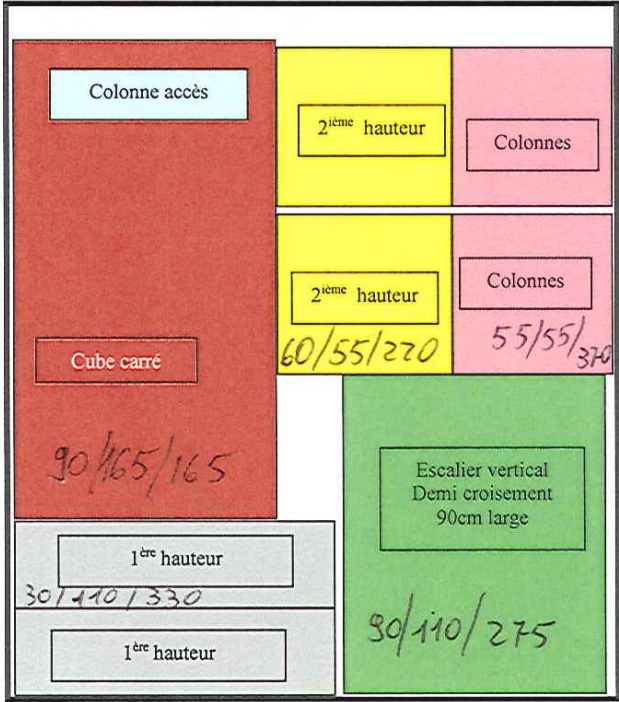 Colonne accès
2ième hauteur
Colonnes
2ième hauteur
Colonnes
60/55/220
55/55/370
Cube carré
90/165/165
Escalier vertical
Demi croisement
90cm large
1ère hauteur
30/110/330
90/110/275
1ère hauteur